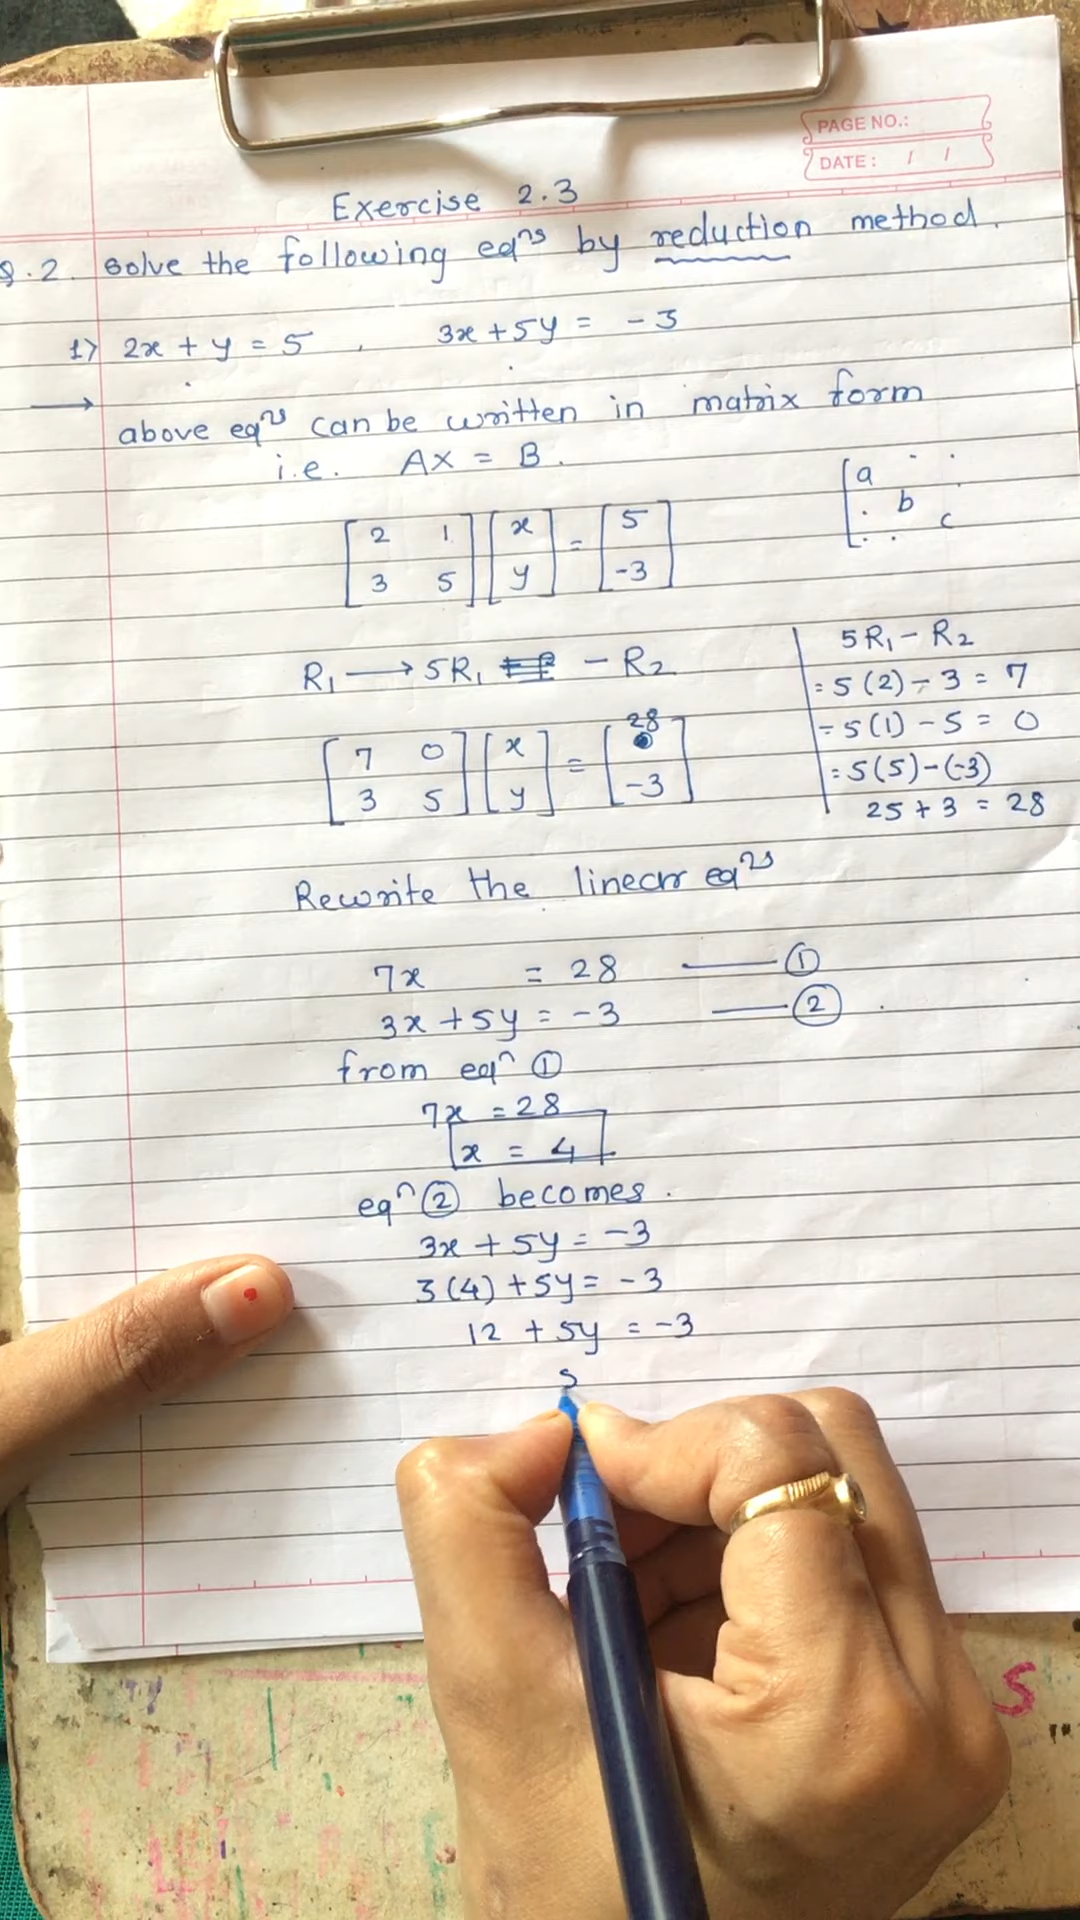 PAGE NO.:
DATE: / /
Exercise 2.3
Q.2. solve the following eqns by reduction method.
1) 2x + y = 5 , 3x + 5y = -3
→
above eqns can be written in matrix form
i.e. AX = B.
[a . .
. b
. . c
[2 1
3 5] [x
y] = [5
-3]
R₁ → 5R₁ - R₂
5R₁ - R₂
= 5(2) - 3 = 7
= 5(1) - 5 = 0
= 5(5) - (-3)
25 + 3 = 28
[7 0
3 5] [x
y] = [28
-3]
Rewrite the linear eqns
7x = 28 —— ①
3x + 5y = -3 —— ②
from eqn ①
7x = 28
x = 4
eqn ② becomes.
3x + 5y = -3
3(4) + 5y = -3
12 + 5y = -3
5
S